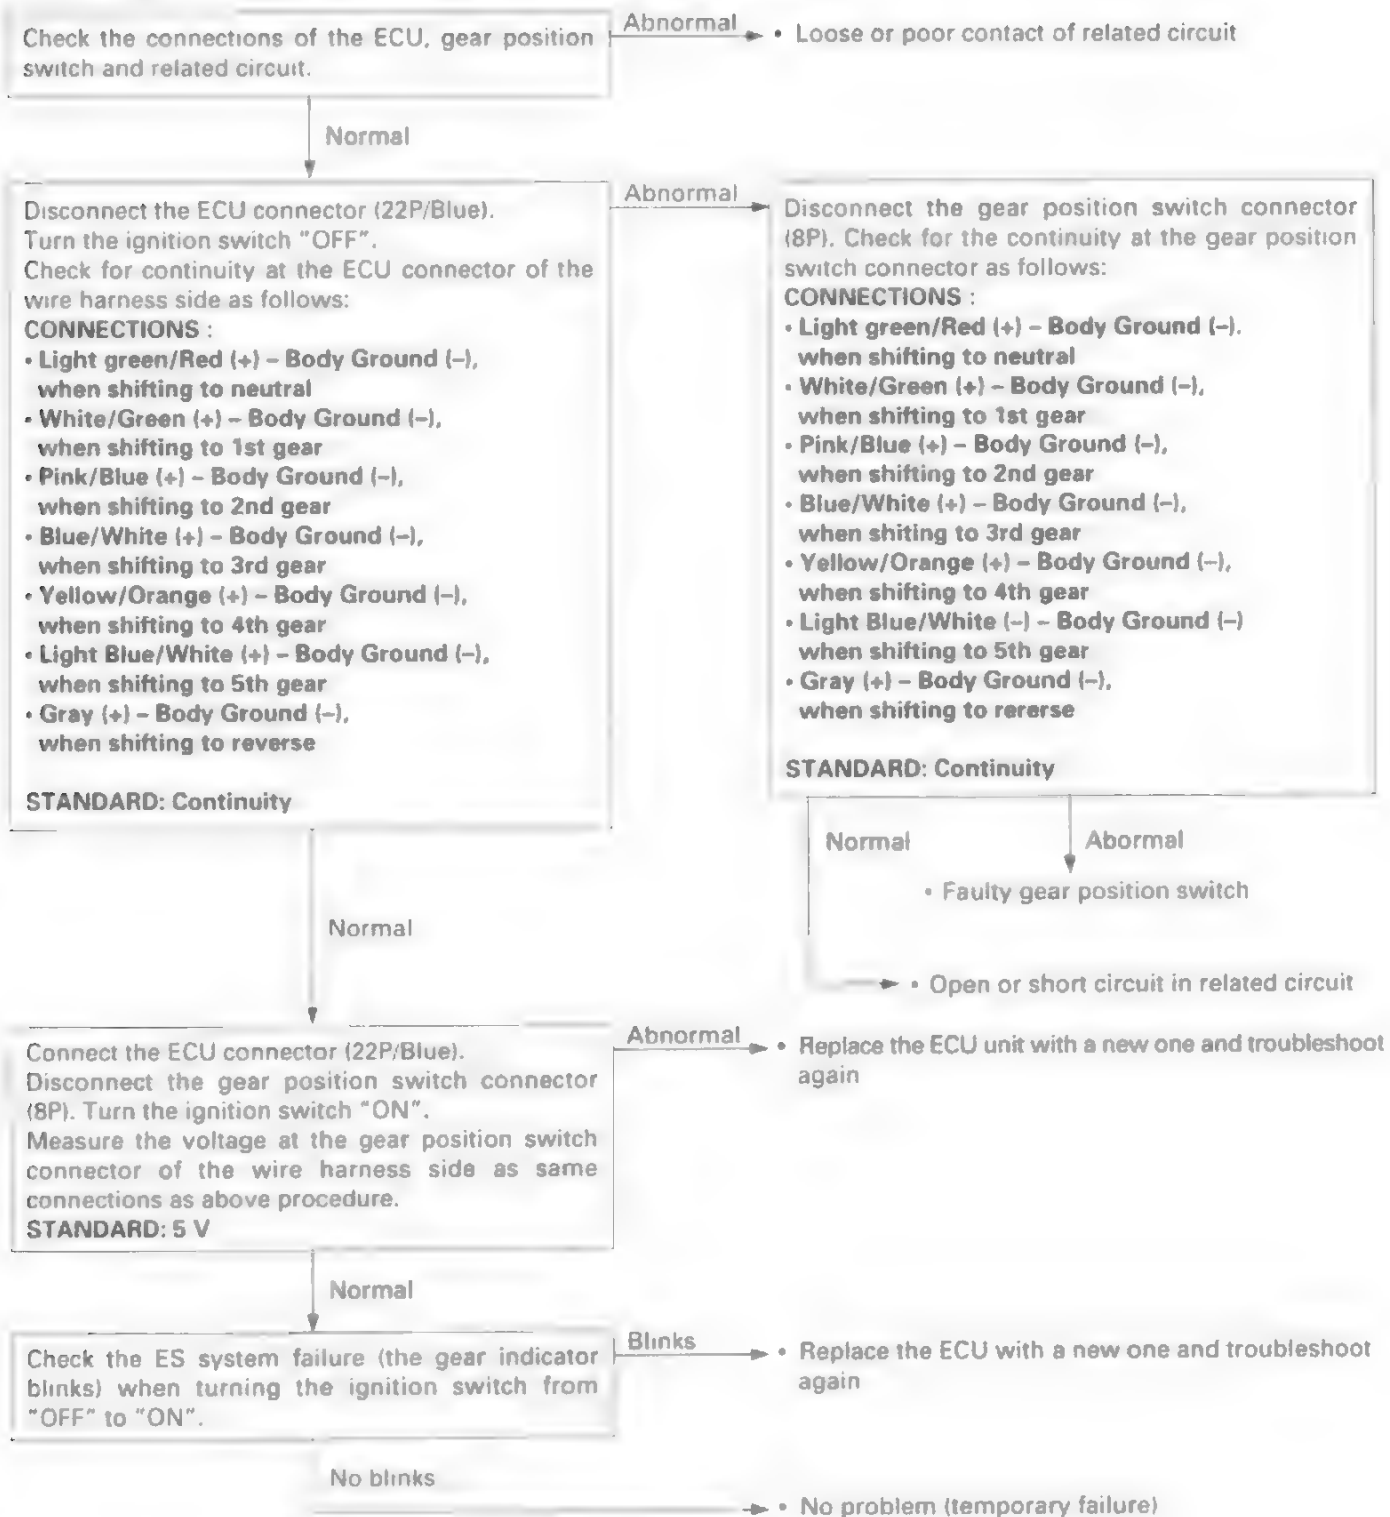 Check the connections of the ECU, gear position
switch and related circuit.
Abnormal
• Loose or poor contact of related circuit
Normal
Disconnect the ECU connector (22P/Blue).
Turn the ignition switch "OFF".
Check for continuity at the ECU connector of the
wire harness side as follows:
CONNECTIONS :
• Light green/Red (+) – Body Ground (–),
when shifting to neutral
• White/Green (+) – Body Ground (–),
when shifting to 1st gear
• Pink/Blue (+) – Body Ground (–),
when shifting to 2nd gear
• Blue/White (+) – Body Ground (–),
when shifting to 3rd gear
• Yellow/Orange (+) – Body Ground (–),
when shifting to 4th gear
• Light Blue/White (+) – Body Ground (–),
when shifting to 5th gear
• Gray (+) – Body Ground (–),
when shifting to reverse
STANDARD: Continuity
Abnormal
Disconnect the gear position switch connector
(8P). Check for the continuity at the gear position
switch connector as follows:
CONNECTIONS :
• Light green/Red (+) – Body Ground (–).
when shifting to neutral
• White/Green (+) – Body Ground (–),
when shifting to 1st gear
• Pink/Blue (+) – Body Ground (–),
when shifting to 2nd gear
• Blue/White (+) – Body Ground (–),
when shiting to 3rd gear
• Yellow/Orange (+) – Body Ground (–),
when shifting to 4th gear
• Light Blue/White (–) – Body Ground (–)
when shifting to 5th gear
• Gray (+) – Body Ground (–),
when shifting to rererse
STANDARD: Continuity
Normal
Abormal
• Faulty gear position switch
• Open or short circuit in related circuit
Normal
Connect the ECU connector (22P/Blue).
Disconnect the gear position switch connector
(8P). Turn the ignition switch "ON".
Measure the voltage at the gear position switch
connector of the wire harness side as same
connections as above procedure.
STANDARD: 5 V
Abnormal
• Replace the ECU unit with a new one and troubleshoot
again
Normal
Check the ES system failure (the gear indicator
blinks) when turning the ignition switch from
"OFF" to "ON".
Blinks
• Replace the ECU with a new one and troubleshoot
again
No blinks
• No problem (temporary failure)